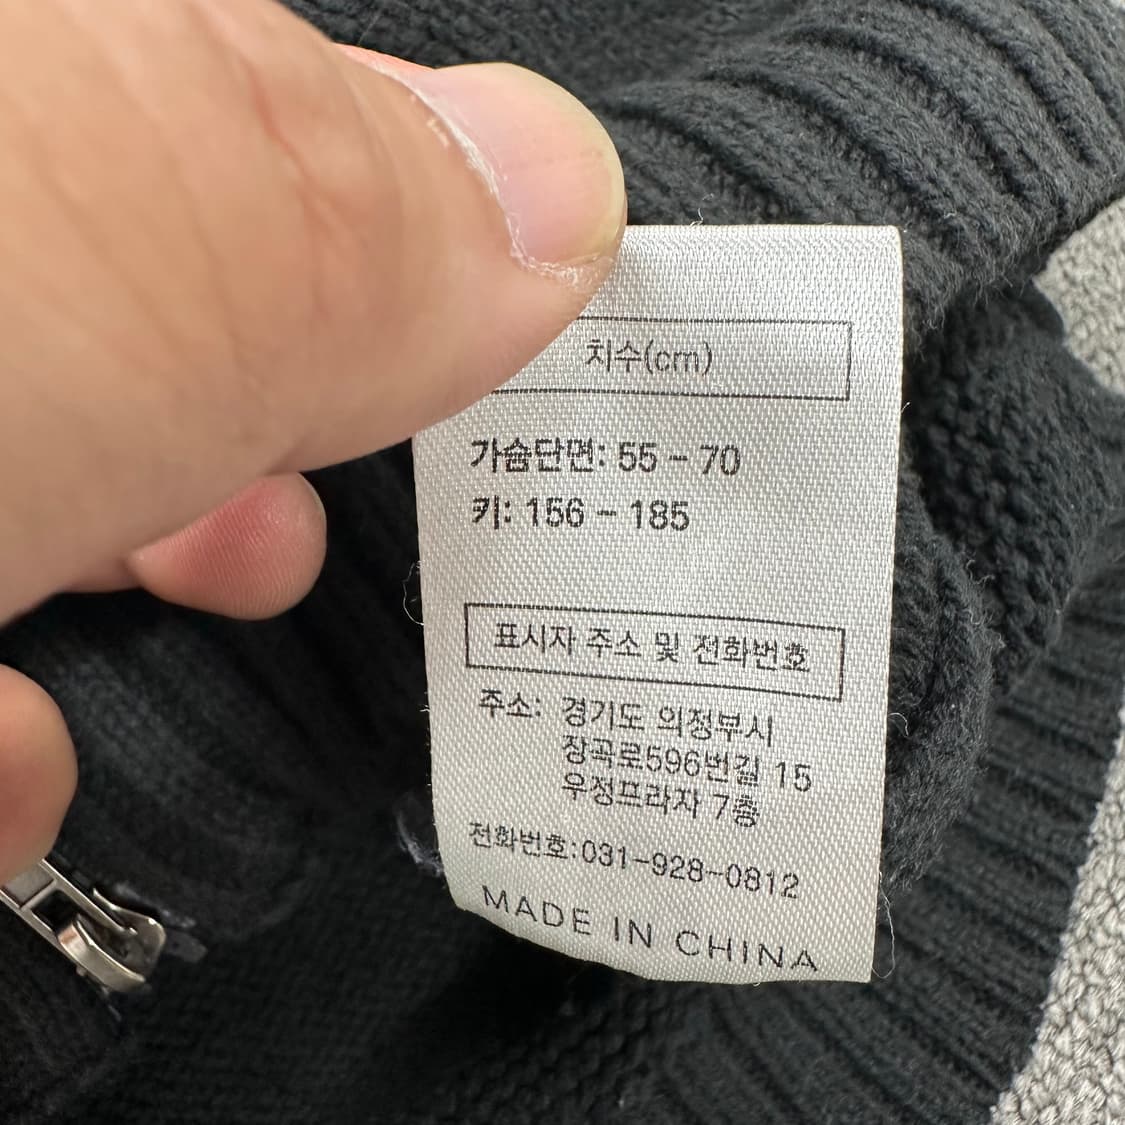 치수(cm)
가슴단면: 55 - 70
키: 156 - 185
표시자 주소 및 전화번호
주소: 경기도 의정부시
장곡로596번길 15
우정프라자 7층
전화번호:031-928-0812
MADE IN CHINA